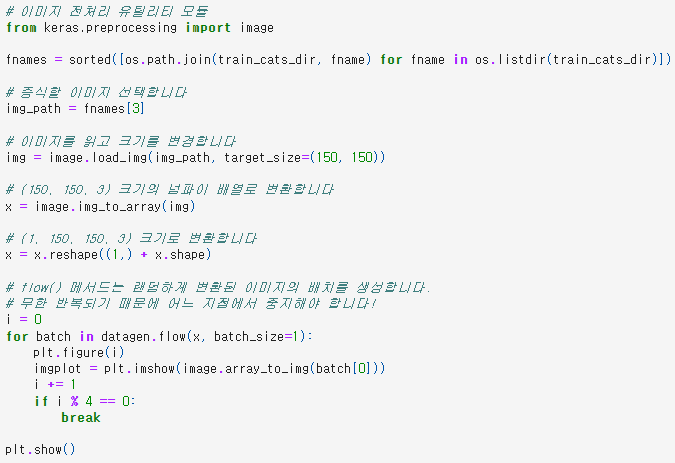 # 이미지 전처리 유틸리티 모듈
from keras.preprocessing import image
fnames = sorted([os.path.join(train_cats_dir, fname) for fname in os.listdir(train_cats_dir)])
# 증식할 이미지 선택합니다
img_path = fnames[3]
# 이미지를 읽고 크기를 변경합니다
img = image.load_img(img_path, target_size=(150, 150))
# (150, 150, 3) 크기의 넘파이 배열로 변환합니다
x = image.img_to_array(img)
# (1, 150, 150, 3) 크기로 변환합니다
x = x.reshape((1,) + x.shape)
# flow() 메서드는 랜덤하게 변환된 이미지의 배치를 생성합니다.
# 무한 반복되기 때문에 어느 지점에서 중지해야 합니다!
i = 0
for batch in datagen.flow(x, batch_size=1):
    plt.figure(i)
    imgplot = plt.imshow(image.array_to_img(batch[0]))
    i += 1
    if i % 4 == 0:
        break
plt.show()